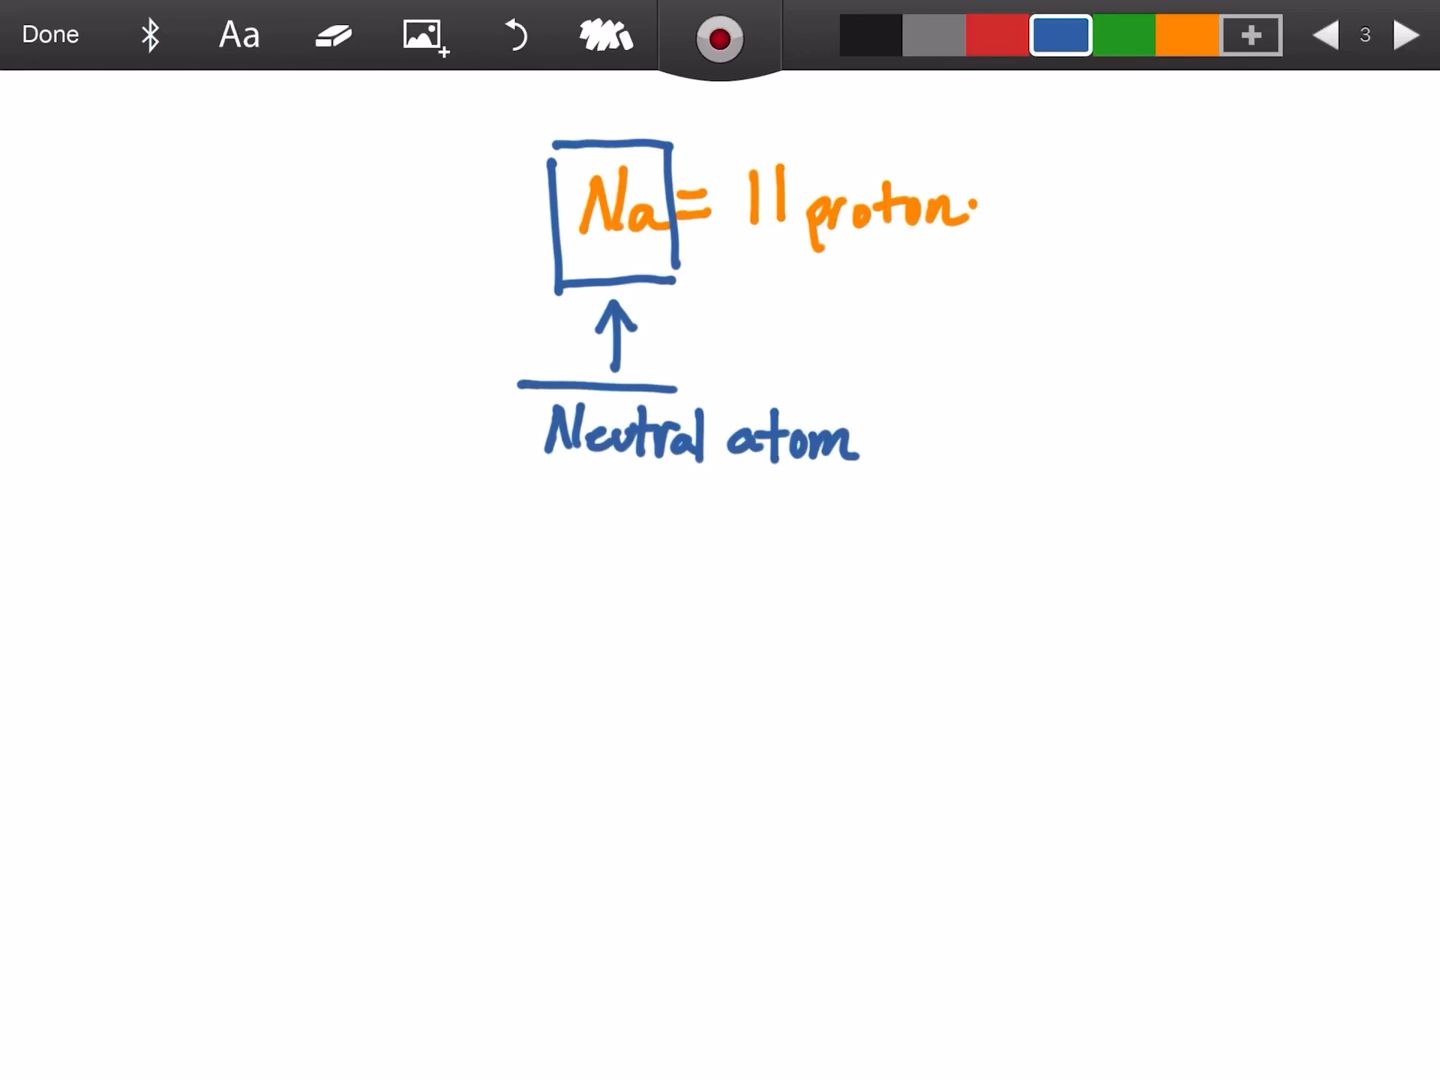 Done Aa 3
Na = 11 proton.
Neutral atom